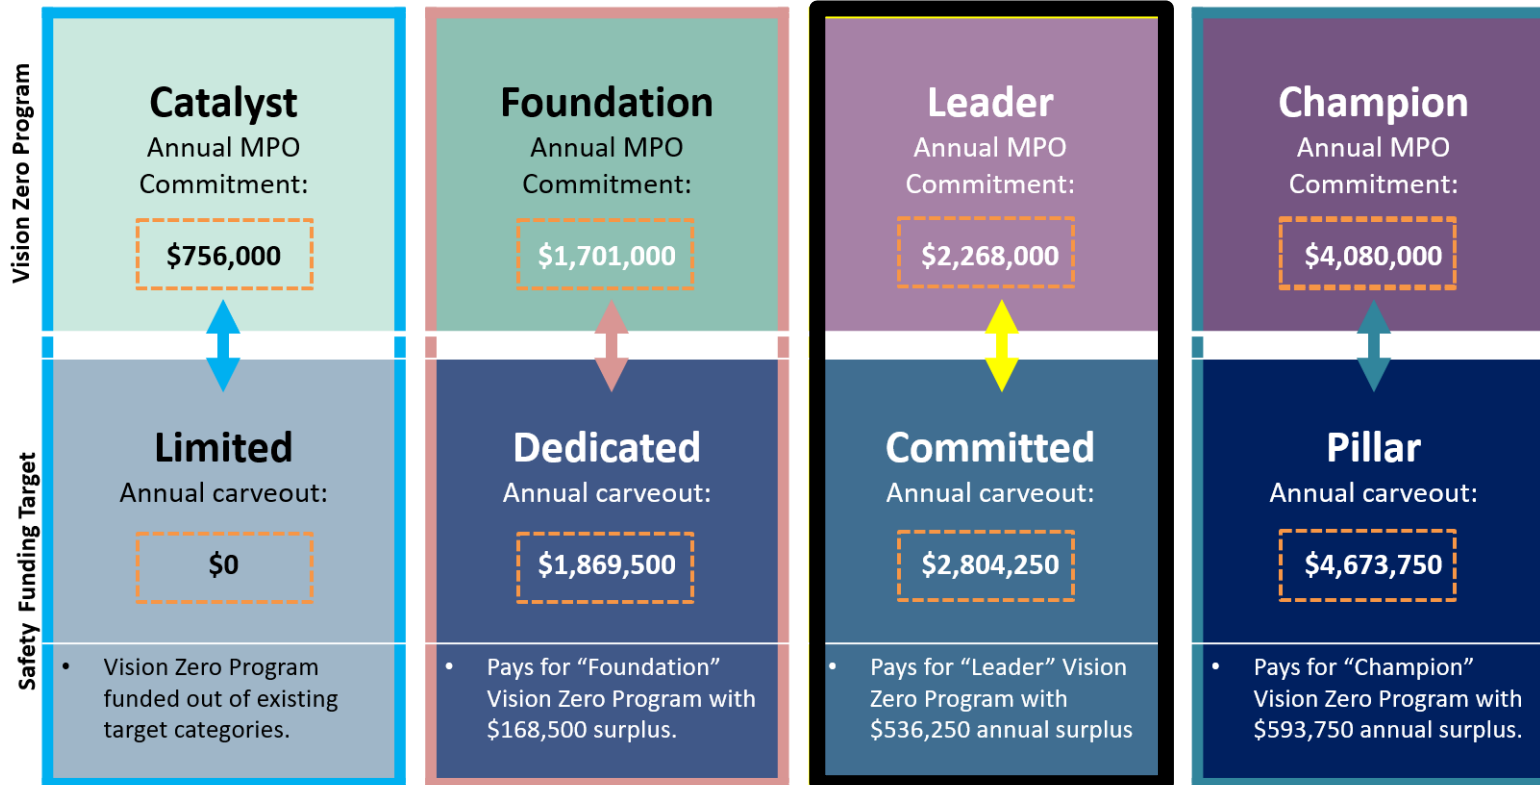 Vision Zero Program
Catalyst
Annual MPO
Commitment:
$756,000
Foundation
Annual MPO
Commitment:
$1,701,000
Leader
Annual MPO
Commitment:
$2,268,000
Champion
Annual MPO
Commitment:
$4,080,000
Safety Funding Target
Limited
Annual carveout:
$0
• Vision Zero Program
funded out of existing
target categories.
Dedicated
Annual carveout:
$1,869,500
• Pays for “Foundation”
Vision Zero Program with
$168,500 surplus.
Committed
Annual carveout:
$2,804,250
• Pays for “Leader” Vision
Zero Program with
$536,250 annual surplus
Pillar
Annual carveout:
$4,673,750
• Pays for “Champion”
Vision Zero Program with
$593,750 annual surplus.